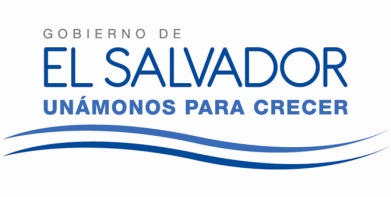 GOBIERNO DE
EL SALVADOR
UNÁMONOS PARA CRECER